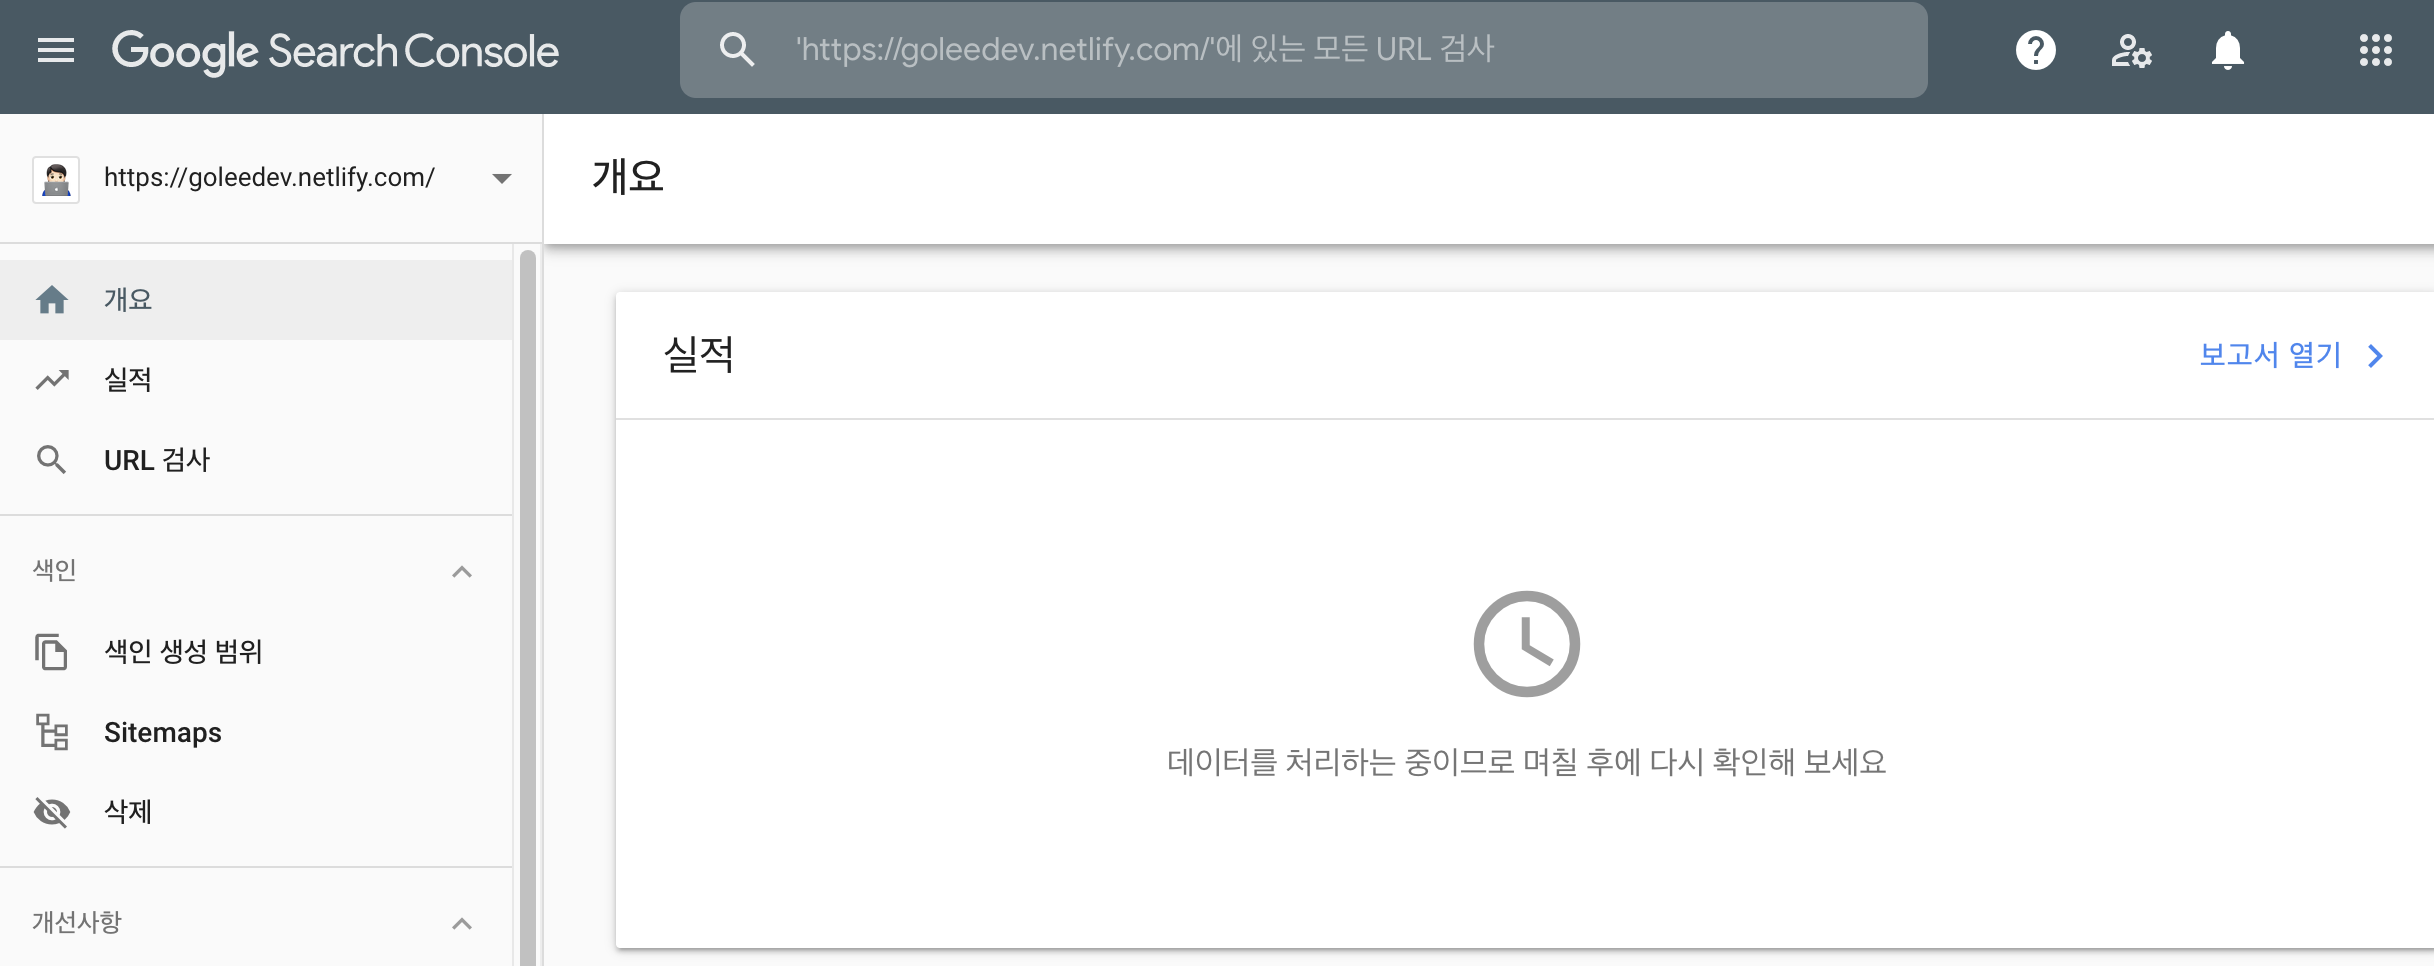 Google Search Console
'https://goleedev.netlify.com/'에 있는 모든 URL 검사
https://goleedev.netlify.com/
개요
개요
실적
URL 검사
색인
색인 생성 범위
Sitemaps
삭제
개선사항
실적
보고서 열기
데이터를 처리하는 중이므로 며칠 후에 다시 확인해 보세요